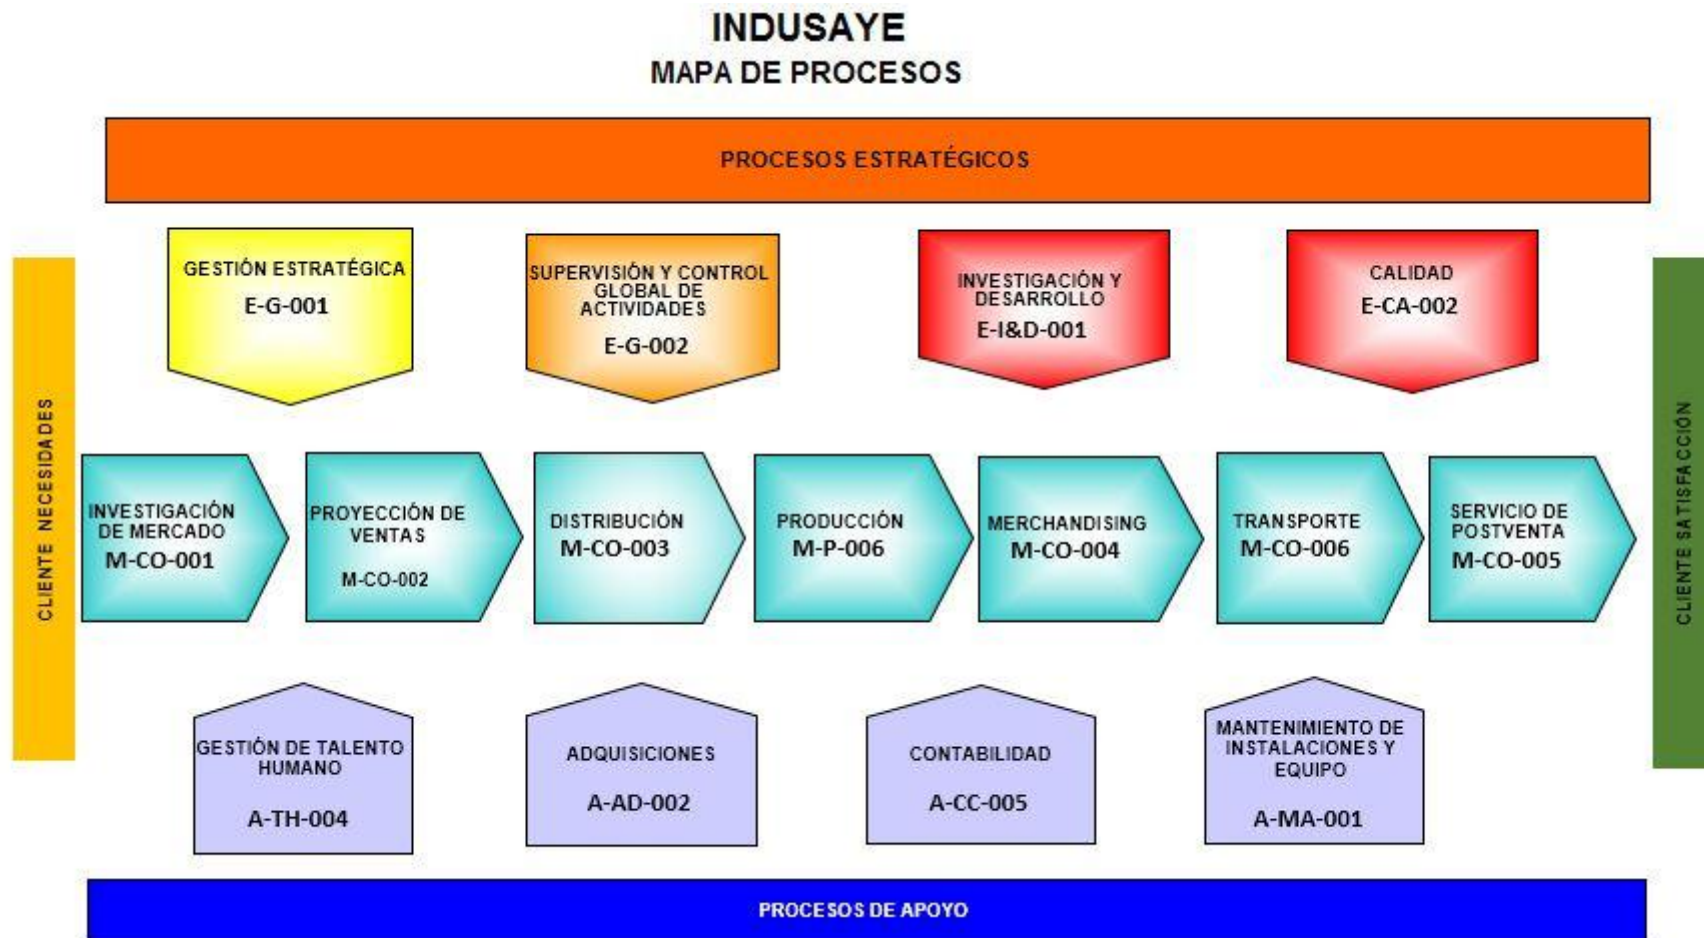 INDUSAYE
MAPA DE PROCESOS
PROCESOS ESTRATÉGICOS
GESTIÓN ESTRATÉGICA
E-G-001
SUPERVISIÓN Y CONTROL
GLOBAL DE
ACTIVIDADES
E-G-002
INVESTIGACIÓN Y
DESARROLLO
E-I&D-001
CALIDAD
E-CA-002
CLIENTE NECESIDADES
INVESTIGACIÓN
DE MERCADO
M-CO-001
PROYECCIÓN DE
VENTAS
M-CO-002
DISTRIBUCIÓN
M-CO-003
PRODUCCIÓN
M-P-006
MERCHANDISING
M-CO-004
TRANSPORTE
M-CO-006
SERVICIO DE
POSTVENTA
M-CO-005
CLIENTE SATISFACCIÓN
GESTIÓN DE TALENTO
HUMANO
A-TH-004
ADQUISICIONES
A-AD-002
CONTABILIDAD
A-CC-005
MANTENIMIENTO DE
INSTALACIONES Y
EQUIPO
A-MA-001
PROCESOS DE APOYO